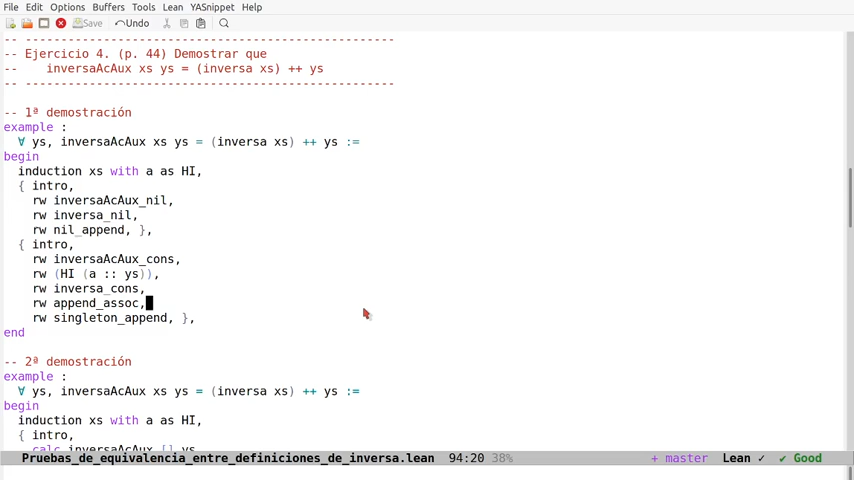 File Edit Options Buffers Tools Lean YASnippet Help
Save Undo
-- ---------------------------------------------------
-- Ejercicio 4. (p. 44) Demostrar que
--    inversaAcAux xs ys = (inversa xs) ++ ys
-- ---------------------------------------------------
-- 1ª demostración
example :
  ∀ ys, inversaAcAux xs ys = (inversa xs) ++ ys :=
begin
  induction xs with a as HI,
  { intro,
    rw inversaAcAux_nil,
    rw inversa_nil,
    rw nil_append, },
  { intro,
    rw inversaAcAux_cons,
    rw (HI (a :: ys)),
    rw inversa_cons,
    rw append_assoc,
    rw singleton_append, },
end
-- 2ª demostración
example :
  ∀ ys, inversaAcAux xs ys = (inversa xs) ++ ys :=
begin
  induction xs with a as HI,
  { intro,
    calc inversaAcAux [] ys
Pruebas_de_equivalencia_entre_definiciones_de_inversa.lean 94:20 38% + master Lean ✓ ✔ Good